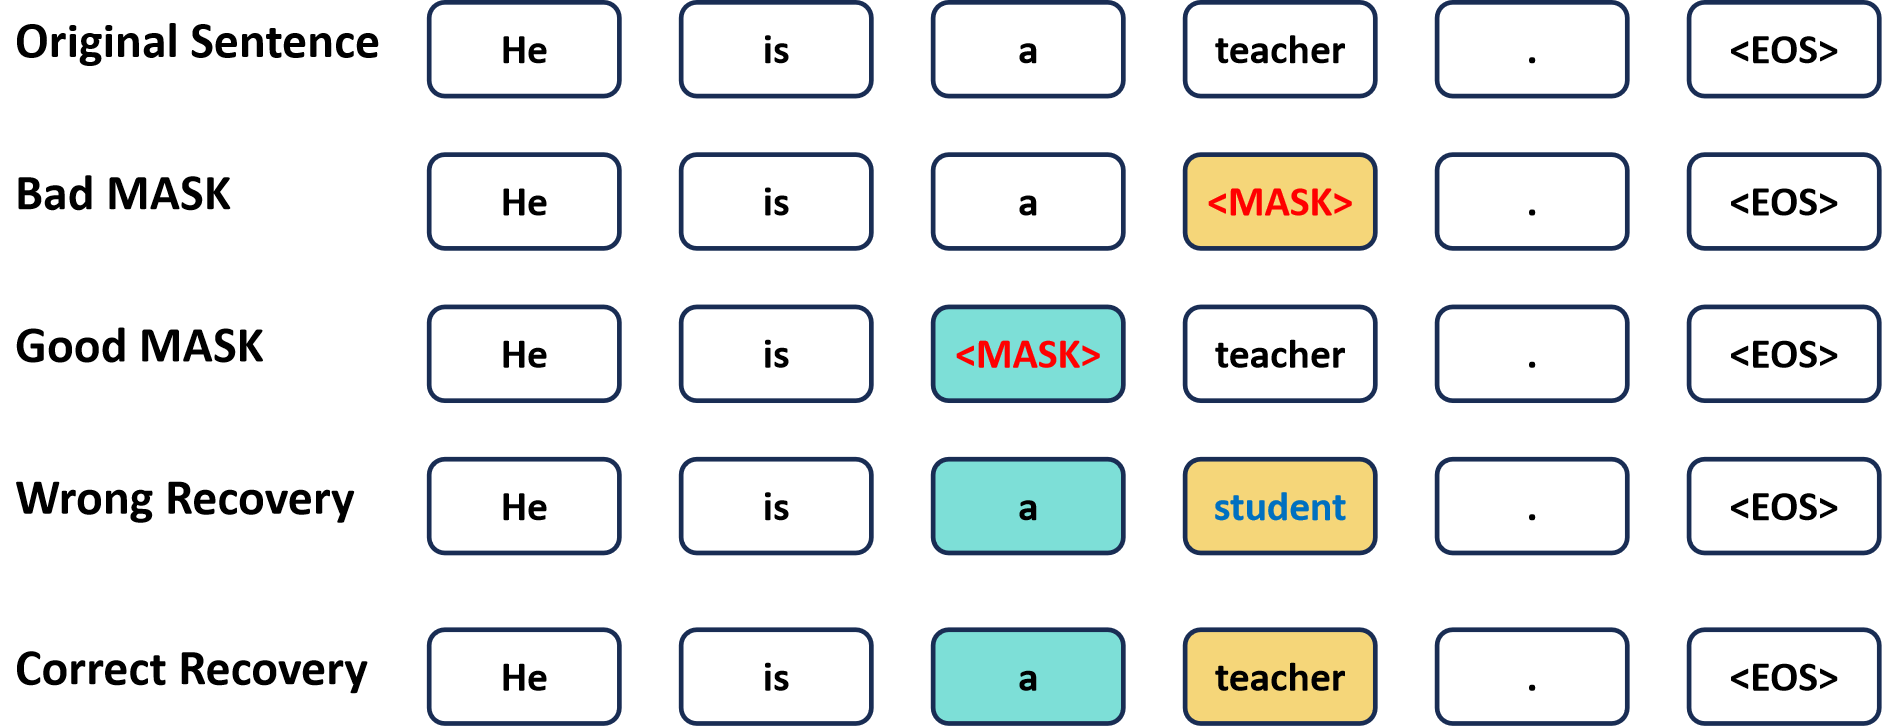 Original Sentence He is a teacher . <EOS>
Bad MASK He is a <MASK> . <EOS>
Good MASK He is <MASK> teacher . <EOS>
Wrong Recovery He is a student . <EOS>
Correct Recovery He is a teacher . <EOS>